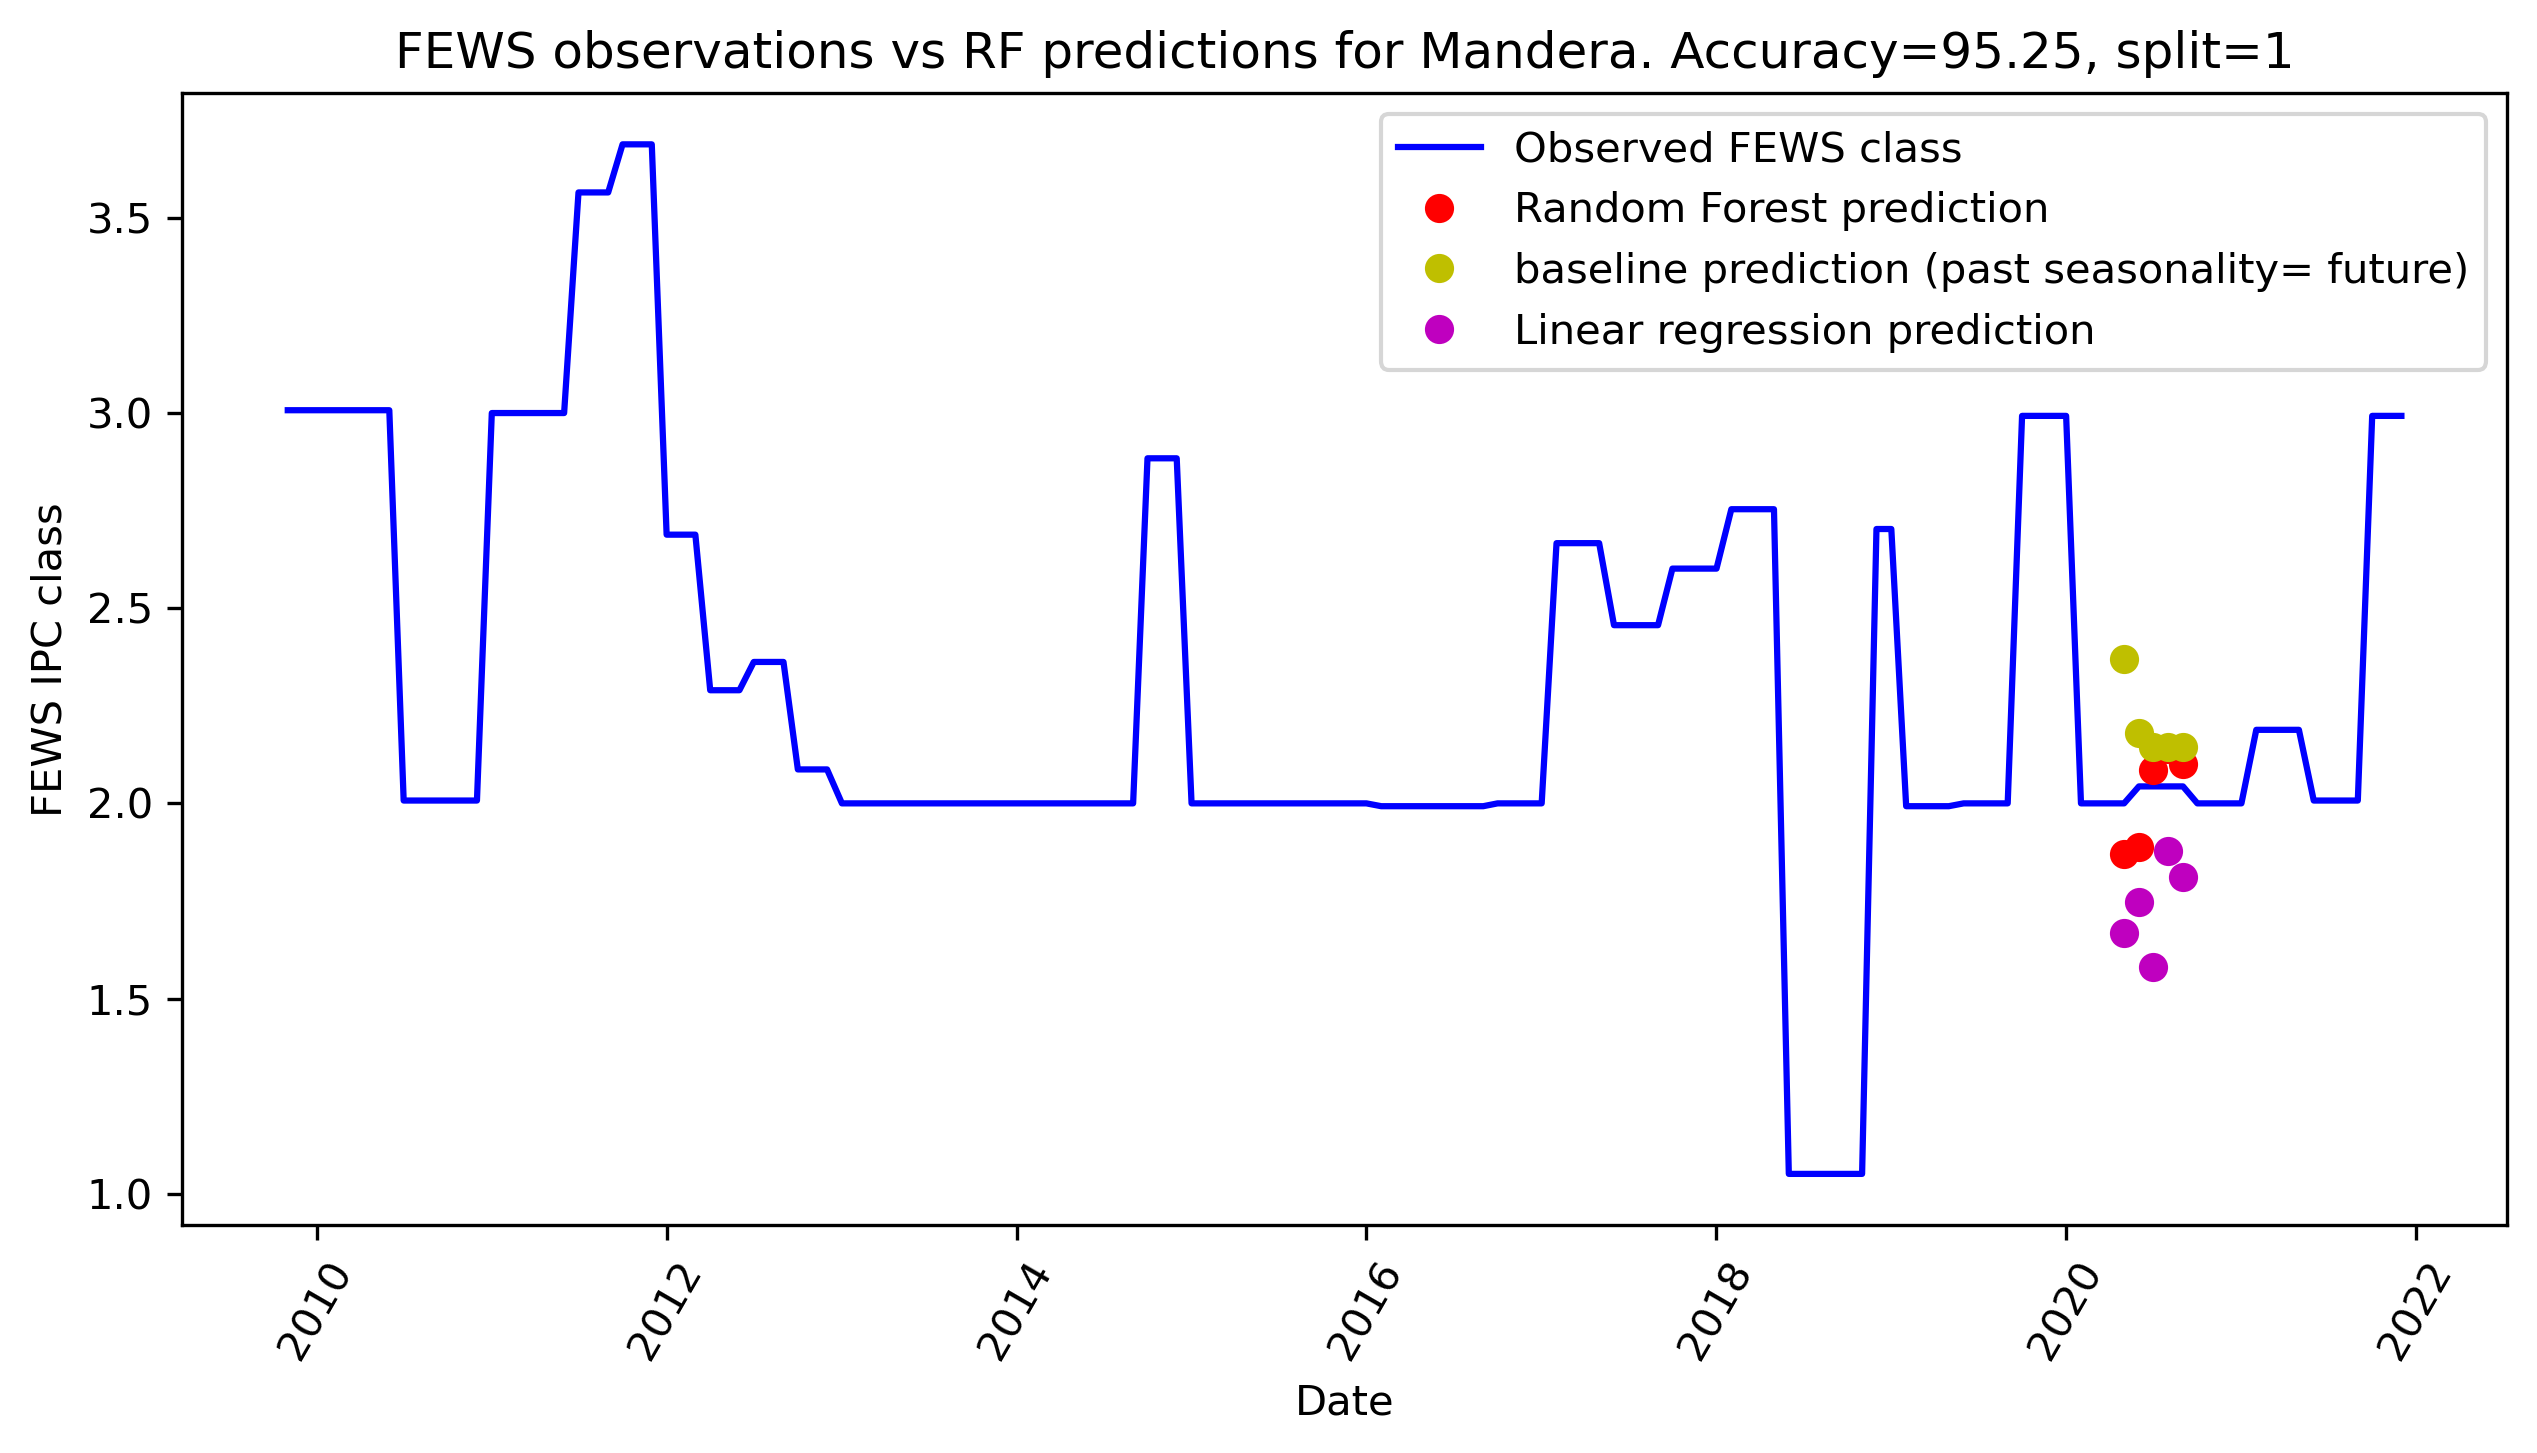 FEWS observations vs RF predictions for Mandera. Accuracy=95.25, split=1
Observed FEWS class
Random Forest prediction
baseline prediction (past seasonality= future)
Linear regression prediction
FEWS IPC class
3.5
3.0
2.5
2.0
1.5
1.0
2010
2012
2014
2016
2018
2020
2022
Date